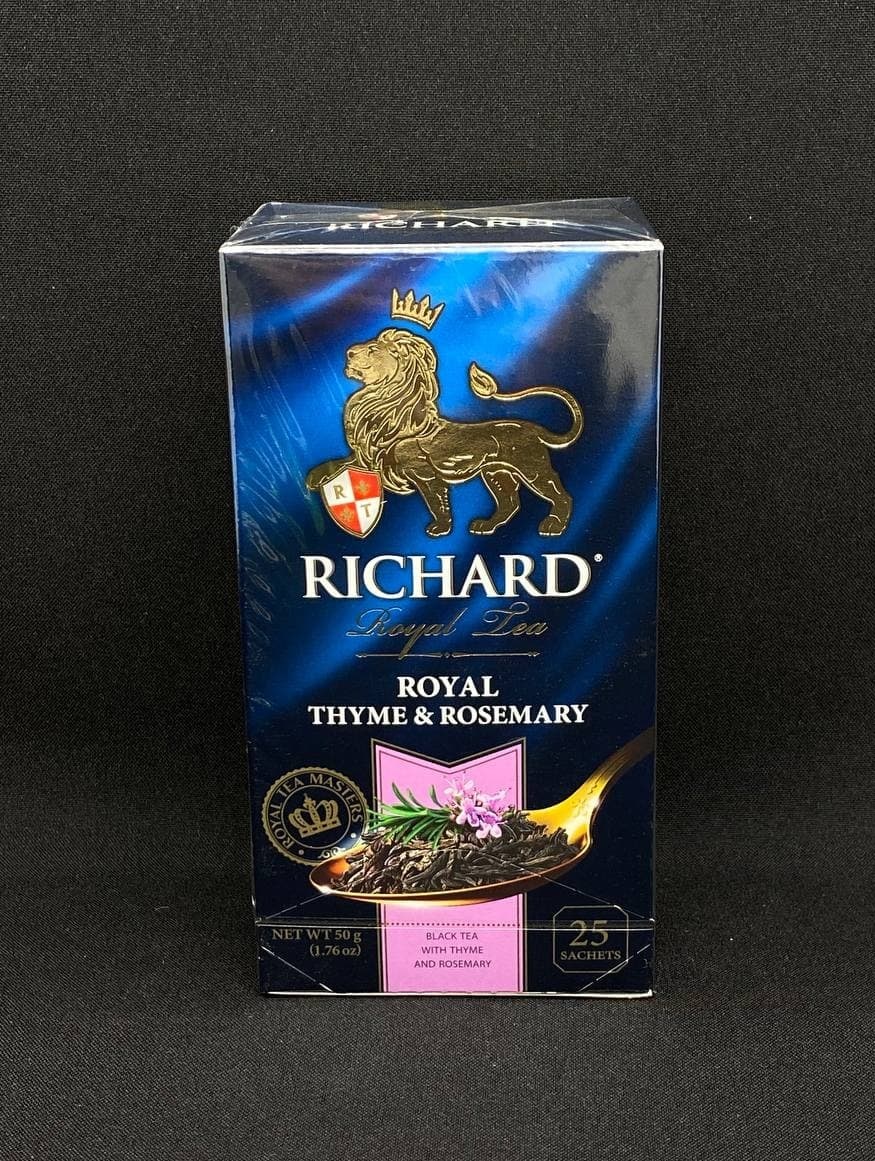 RICHARD
R
T
RICHARD®
Royal Tea
ROYAL
THYME & ROSEMARY
ROYAL TEA MASTERS
NET WT 50 g
(1.76 oz)
BLACK TEA
WITH THYME
AND ROSEMARY
25
SACHETS